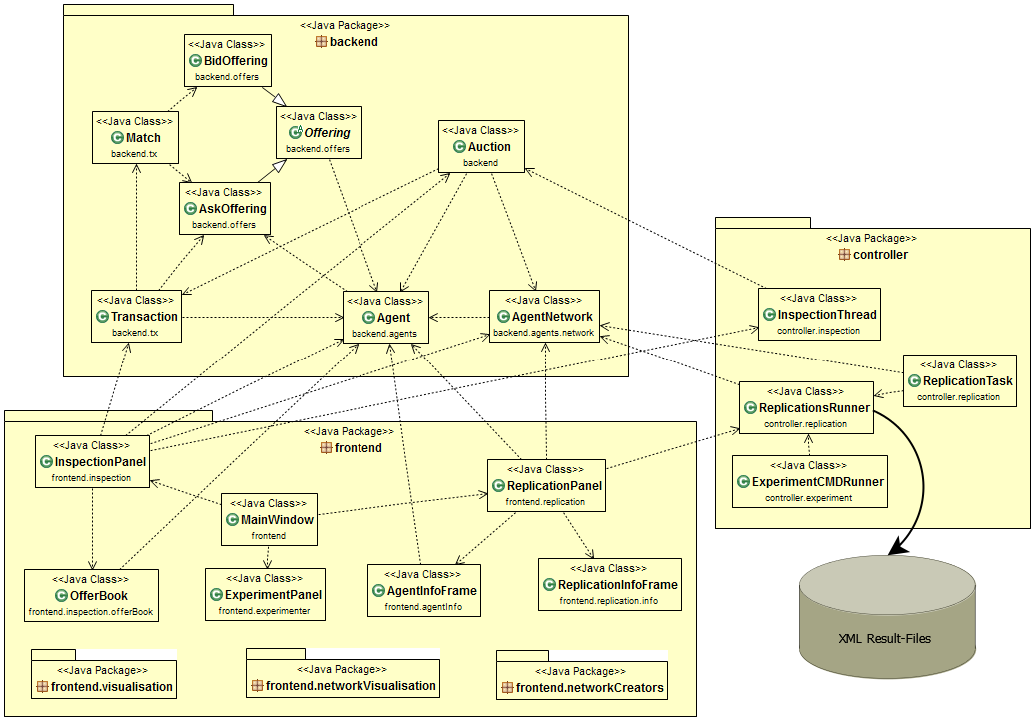 <<Java Package>>
backend
<<Java Class>>
BidOffering
backend.offers
<<Java Class>>
Match
backend.tx
<<Java Class>>
Offering
backend.offers
<<Java Class>>
Auction
backend
<<Java Class>>
AskOffering
backend.offers
<<Java Class>>
Transaction
backend.tx
<<Java Class>>
Agent
backend.agents
<<Java Class>>
AgentNetwork
backend.agents.network
<<Java Package>>
controller
<<Java Class>>
InspectionThread
controller.inspection
<<Java Class>>
ReplicationTask
controller.replication
<<Java Class>>
ReplicationsRunner
controller.replication
<<Java Class>>
ExperimentCMDRunner
controller.experiment
<<Java Package>>
frontend
<<Java Class>>
InspectionPanel
frontend.inspection
<<Java Class>>
ReplicationPanel
frontend.replication
<<Java Class>>
MainWindow
frontend
<<Java Class>>
OfferBook
frontend.inspection.offerBook
<<Java Class>>
ExperimentPanel
frontend.experimenter
<<Java Class>>
AgentInfoFrame
frontend.agentInfo
<<Java Class>>
ReplicationInfoFrame
frontend.replication.info
<<Java Package>>
frontend.visualisation
<<Java Package>>
frontend.networkVisualisation
<<Java Package>>
frontend.networkCreators
XML Result-Files